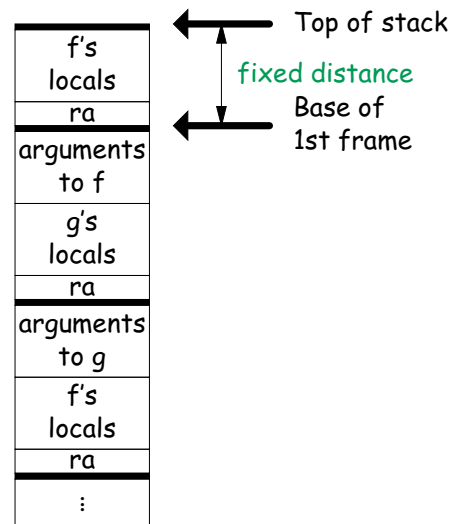 Top of stack
f's
locals
fixed distance
ra
Base of
1st frame
arguments
to f
g's
locals
ra
arguments
to g
f's
locals
ra
⋮